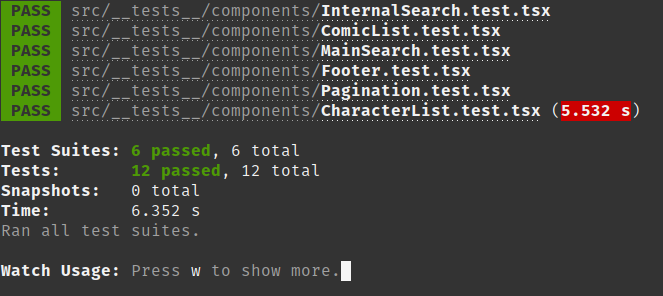 PASS src/__tests__/components/InternalSearch.test.tsx
PASS src/__tests__/components/ComicList.test.tsx
PASS src/__tests__/components/MainSearch.test.tsx
PASS src/__tests__/components/Footer.test.tsx
PASS src/__tests__/components/Pagination.test.tsx
PASS src/__tests__/components/CharacterList.test.tsx (5.532 s)
Test Suites: 6 passed, 6 total
Tests: 12 passed, 12 total
Snapshots: 0 total
Time: 6.352 s
Ran all test suites.
Watch Usage: Press w to show more.